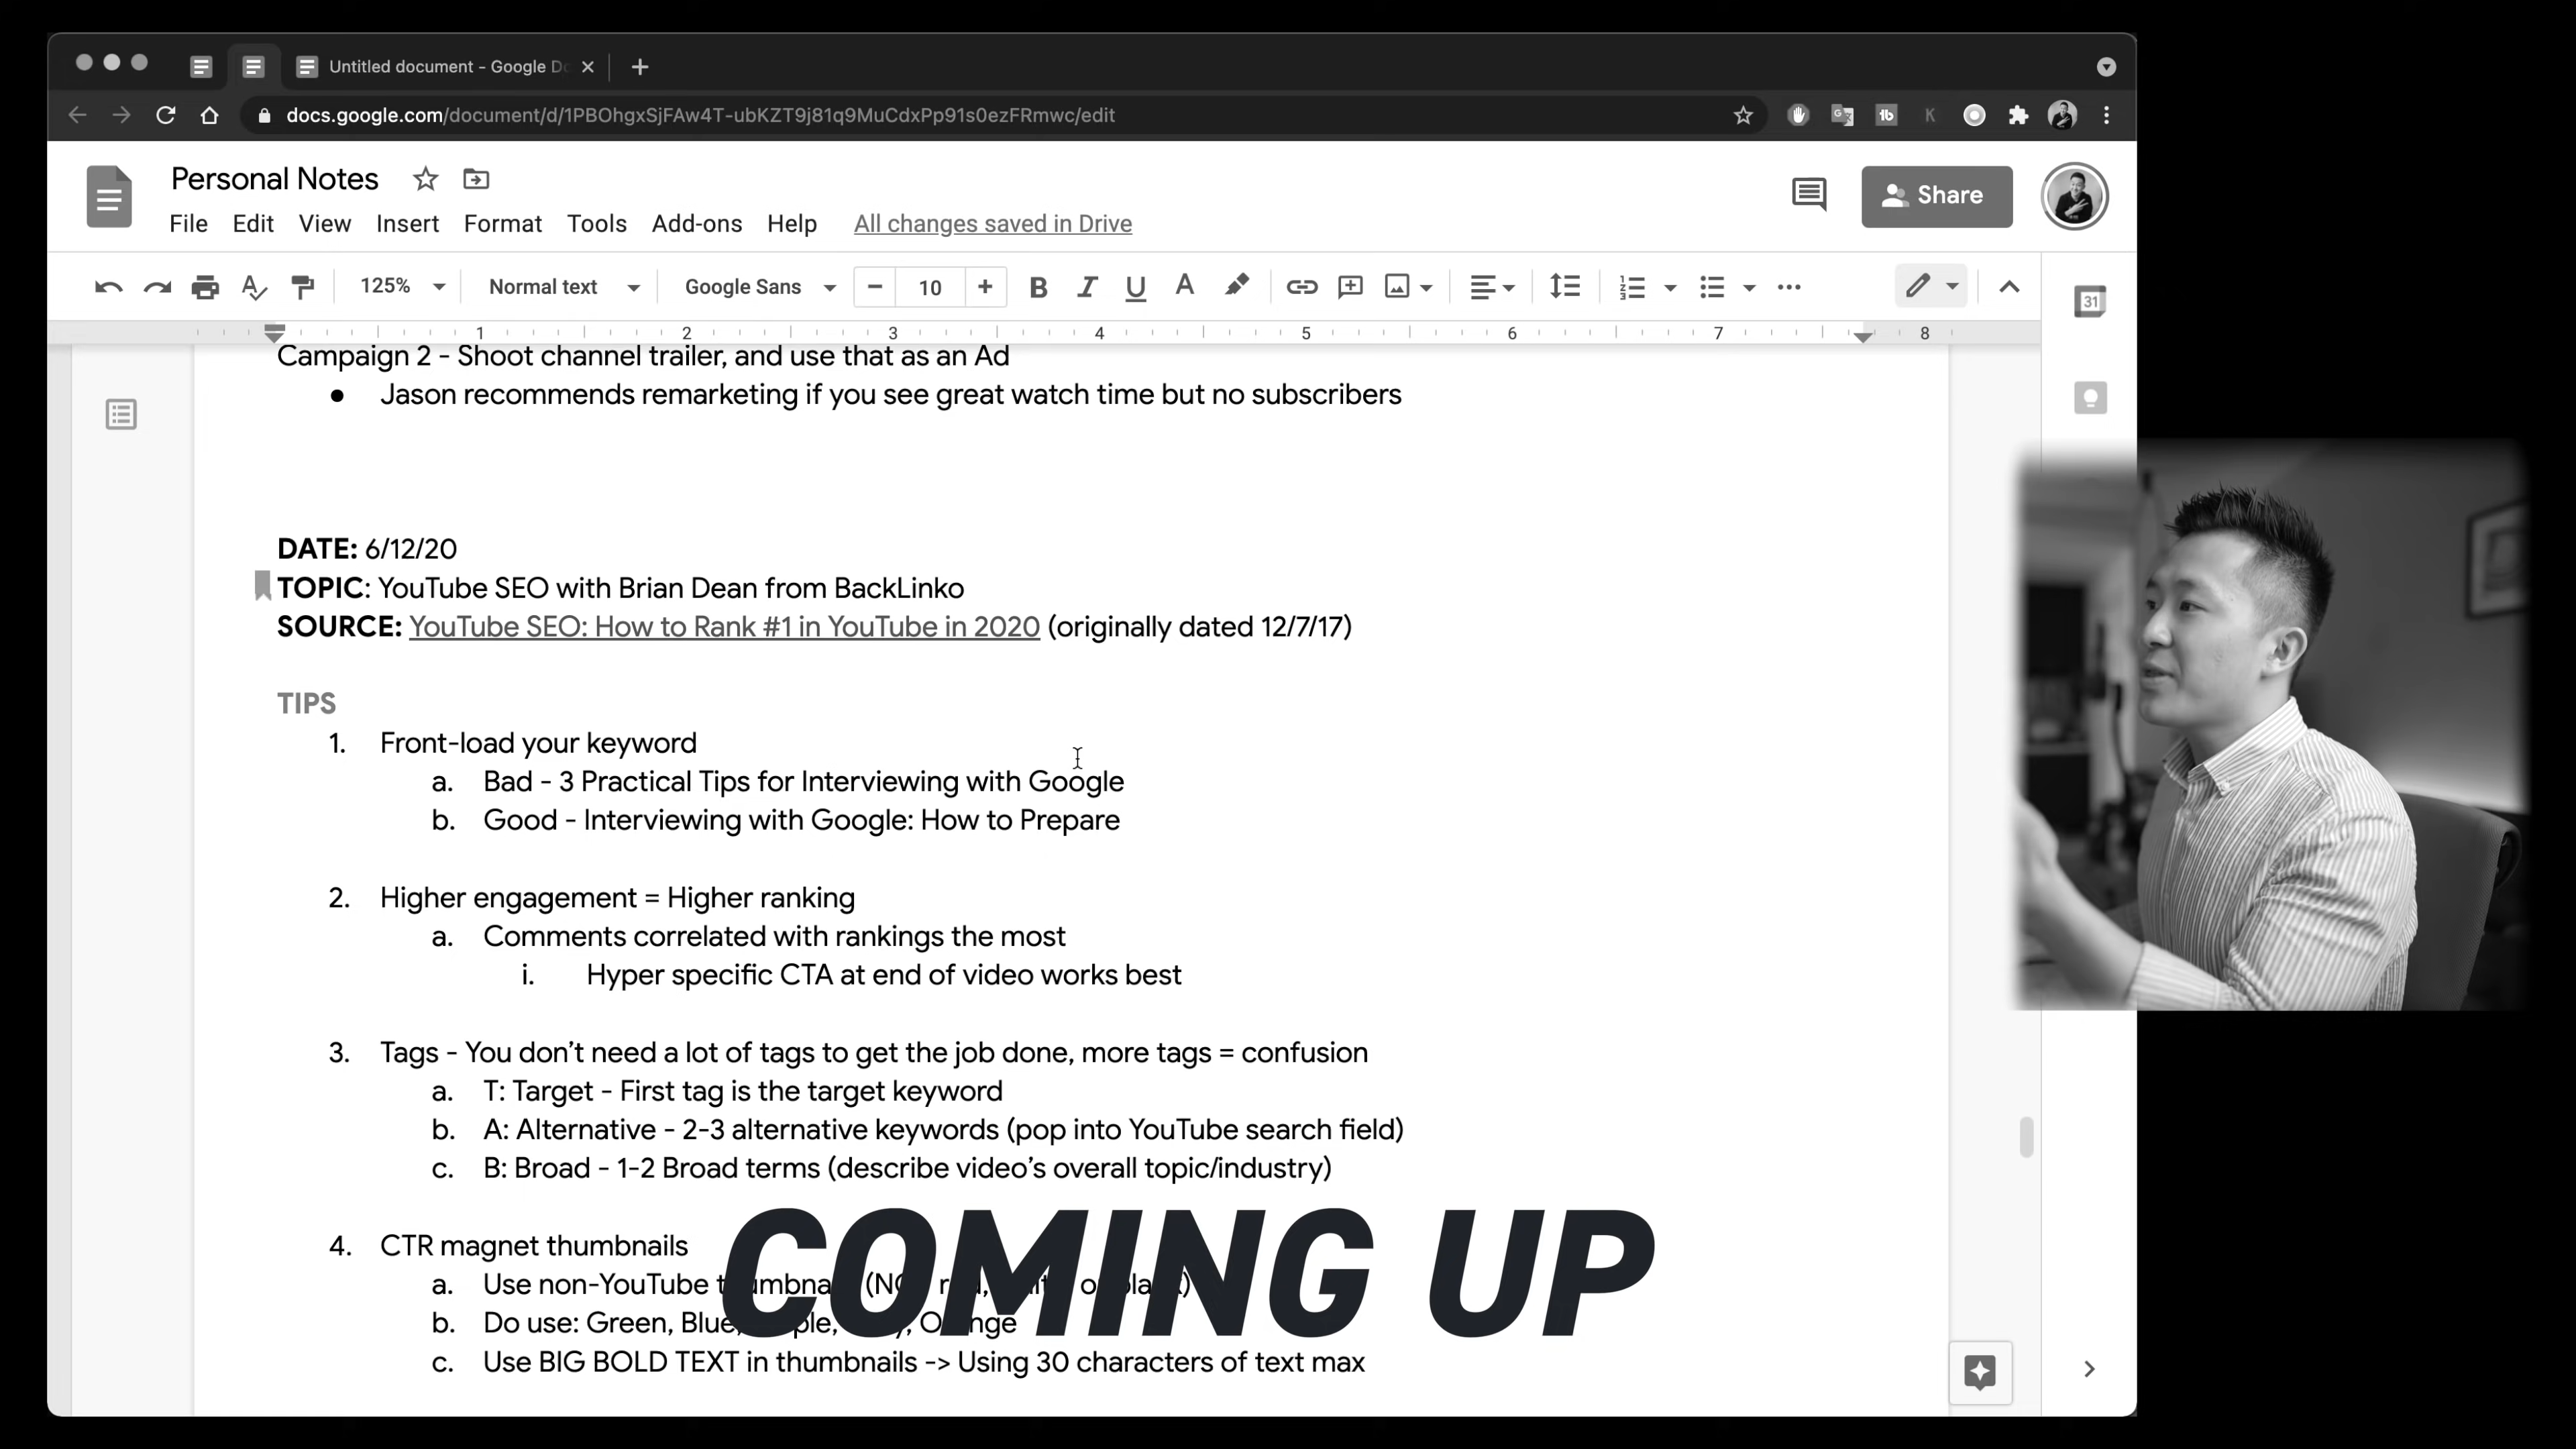 Untitled document - Google Do
docs.google.com/document/d/1PBOhgxSjFAw4T-ubKZT9j81q9MuCdxPp91s0ezFRmwc/edit
Personal Notes
Share
File Edit View Insert Format Tools Add-ons Help All changes saved in Drive
125% Normal text Google Sans − 10 + B I U A
31
1 2 3 4 5 6 7 8
Campaign 2 - Shoot channel trailer, and use that as an Ad
● Jason recommends remarketing if you see great watch time but no subscribers
DATE: 6/12/20
TOPIC: YouTube SEO with Brian Dean from BackLinko
SOURCE: YouTube SEO: How to Rank #1 in YouTube in 2020 (originally dated 12/7/17)
TIPS
1. Front-load your keyword
a. Bad - 3 Practical Tips for Interviewing with Google
b. Good - Interviewing with Google: How to Prepare
2. Higher engagement = Higher ranking
a. Comments correlated with rankings the most
i. Hyper specific CTA at end of video works best
3. Tags - You don't need a lot of tags to get the job done, more tags = confusion
a. T: Target - First tag is the target keyword
b. A: Alternative - 2-3 alternative keywords (pop into YouTube search field)
c. B: Broad - 1-2 Broad terms (describe video's overall topic/industry)
4. CTR magnet thumbnails
a. Use non-YouTube
b. Do use: Green, Blue,
c. Use BIG BOLD TEXT in thumbnails -> Using 30 characters of text max
COMING UP